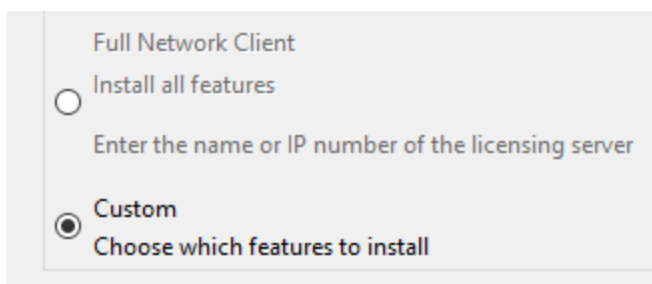 Full Network Client
Install all features
Enter the name or IP number of the licensing server
Custom
Choose which features to install